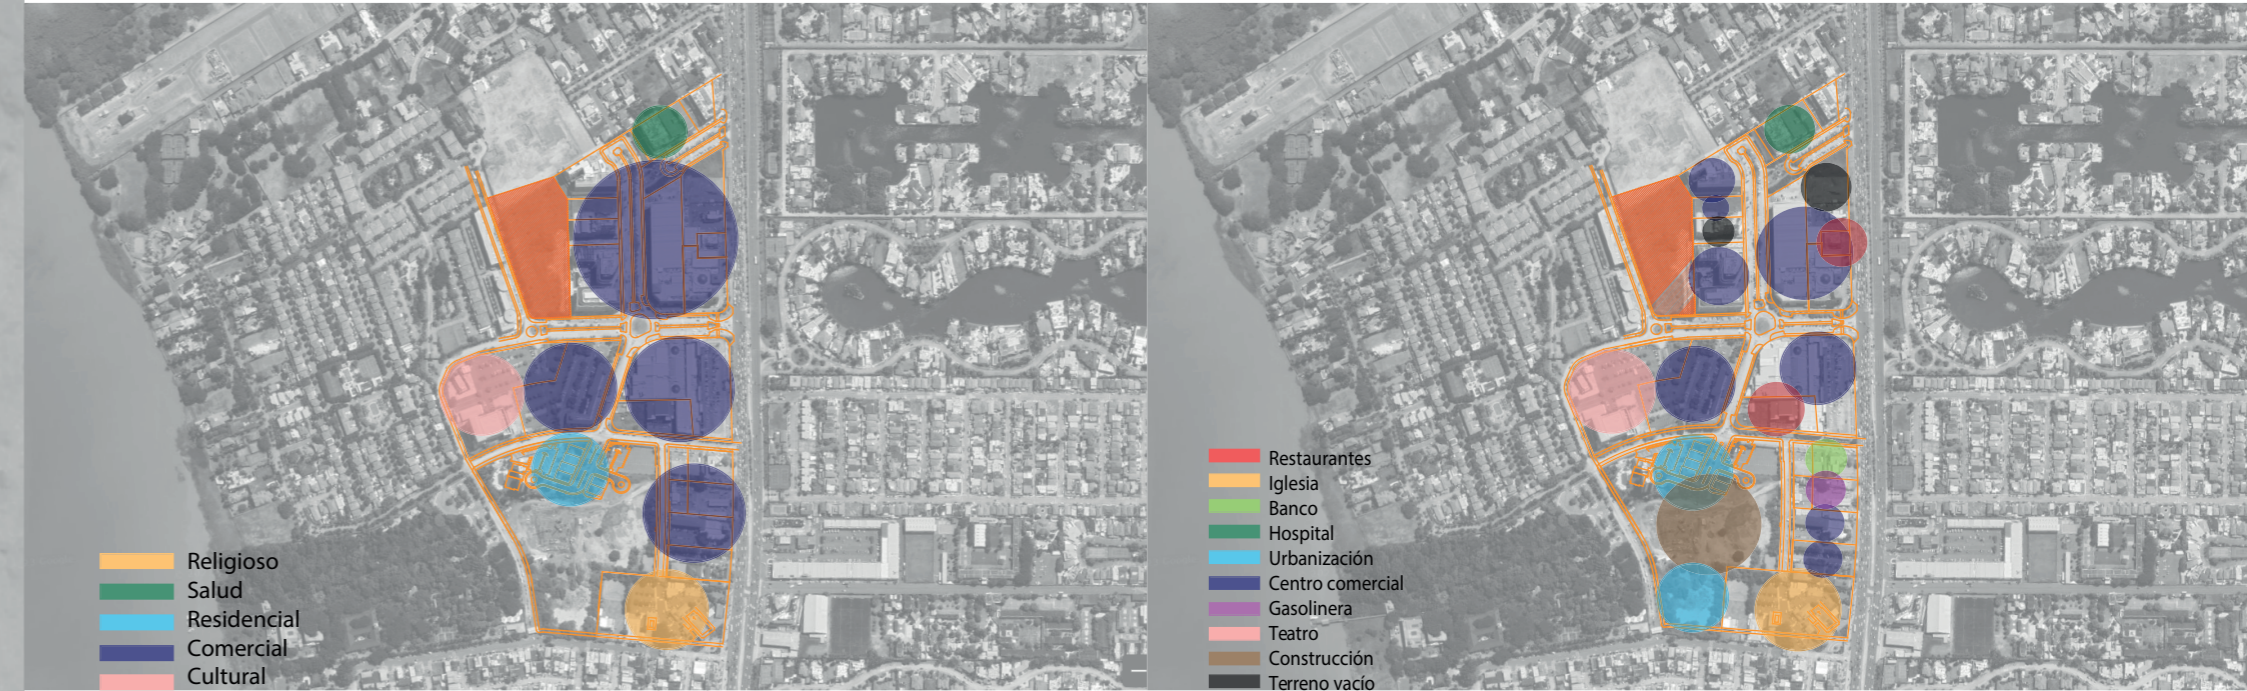 Religioso
Salud
Residencial
Comercial
Cultural
Restaurantes
Iglesia
Banco
Hospital
Urbanización
Centro comercial
Gasolinera
Teatro
Construcción
Terreno vacío